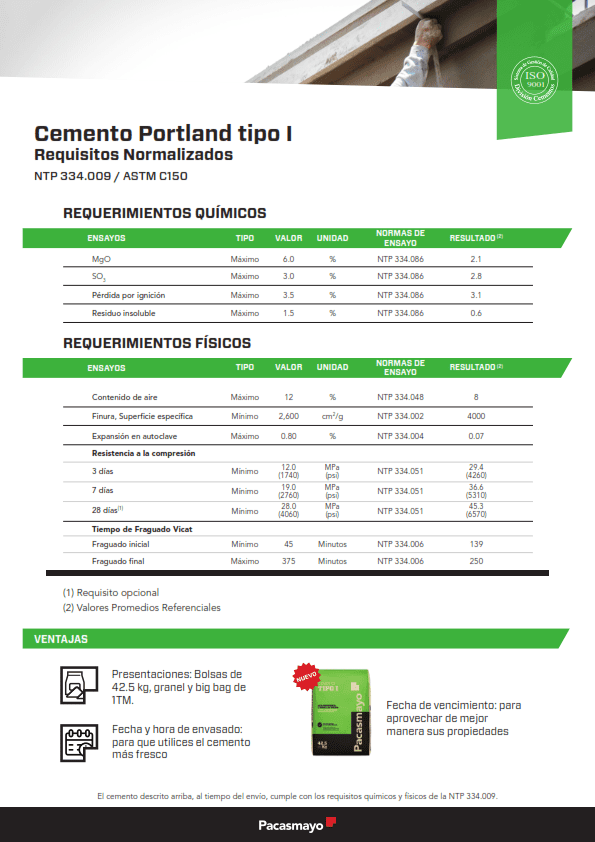 Sistema de Gestión de Calidad
ISO
9001
División Cementos
Cemento Portland tipo I
Requisitos Normalizados
NTP 334.009 / ASTM C150
REQUERIMIENTOS QUÍMICOS
ENSAYOS TIPO VALOR UNIDAD NORMAS DE ENSAYO RESULTADO (2)
MgO Máximo 6.0 % NTP 334.086 2.1
SO3 Máximo 3.0 % NTP 334.086 2.8
Pérdida por ignición Máximo 3.5 % NTP 334.086 3.1
Residuo insoluble Máximo 1.5 % NTP 334.086 0.6
REQUERIMIENTOS FÍSICOS
ENSAYOS TIPO VALOR UNIDAD NORMAS DE ENSAYO RESULTADO (2)
Contenido de aire Máximo 12 % NTP 334.048 8
Finura, Superficie específica Mínimo 2,600 cm2/g NTP 334.002 4000
Expansión en autoclave Máximo 0.80 % NTP 334.004 0.07
Resistencia a la compresión
3 días Mínimo 12.0 (1740) MPa (psi) NTP 334.051 29.4 (4260)
7 días Mínimo 19.0 (2760) MPa (psi) NTP 334.051 36.6 (5310)
28 días(1) Mínimo 28.0 (4060) MPa (psi) NTP 334.051 45.3 (6570)
Tiempo de Fraguado Vicat
Fraguado inicial Mínimo 45 Minutos NTP 334.006 139
Fraguado final Máximo 375 Minutos NTP 334.006 250
(1) Requisito opcional
(2) Valores Promedios Referenciales
VENTAJAS
Presentaciones: Bolsas de
42.5 kg, granel y big bag de
1TM.
Fecha y hora de envasado:
para que utilices el cemento
más fresco
NUEVO
TIPO I
Pacasmayo
42.5
kg
Fecha de vencimiento: para
aprovechar de mejor
manera sus propiedades
El cemento descrito arriba, al tiempo del envío, cumple con los requisitos químicos y físicos de la NTP 334.009.
Pacasmayo